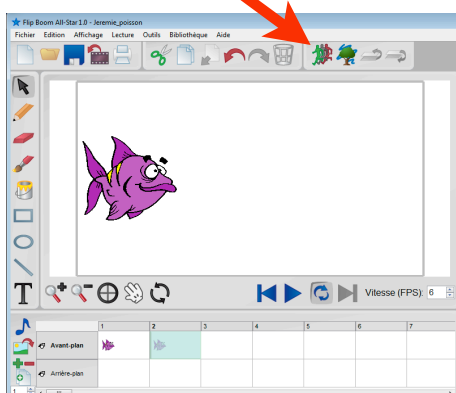 Flip Boom All-Star 1.0 - Jeremie_poisson
Fichier Edition Affichage Lecture Outils Bibliothèque Aide
T
Vitesse (FPS): 6
1 2 3 4 5 6 7
Avant-plan
Arrière-plan
1